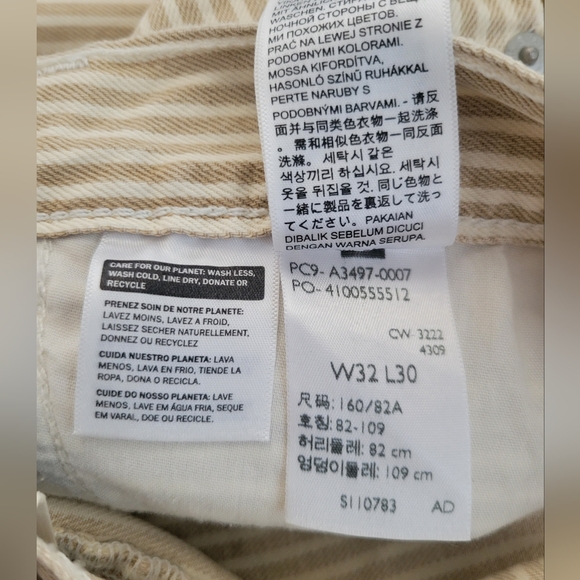 MIT ÄHNLICHEN
WASCHEN.
НОЧНОЙ СТОРОНЫ С ВЕЩ
МИ ПОХОЖИХ ЦВЕТОВ.
PRAĆ NA LEWEJ STRONIE Z
PODOBNYMI KOLORAMI.
MOSSA KIFORDÍTVA,
HASONLÓ SZÍNŰ RUHÁKKAL
PERTE NARUBY S
PODOBNÝMI BARVAMI. - 请反
面并与同类色衣物一起洗涤
。需和相似色衣物一同反面
洗滌。세탁시 같은
색상끼리 하십시요. 세탁시
옷을 뒤집을 것. 同じ色と
一緒に製品を裏返して洗っ
てください。PAKAIAN
DIBALIK SEBELUM DICUCI
DENGAN WARNA SERUPA.
CARE FOR OUR PLANET: WASH LESS,
WASH COLD, LINE DRY, DONATE OR
RECYCLE
PRENEZ SOIN DE NOTRE PLANETE:
LAVEZ MOINS, LAVEZ A FROID,
LAISSEZ SECHER NATURELLEMENT,
DONNEZ OU RECYCLEZ
CUIDA NUESTRO PLANETA: LAVA
MENOS, LAVA EN FRIO, TIENDE LA
ROPA, DONA O RECICLA.
CUIDE DO NOSSO PLANETA: LAVE
MENOS, LAVE EM ÁGUA FRIA, SEQUE
EM VARAL, DOE OU RECICLE.
PC9- A3497-0007
PO- 4100555512
CW- 3222
4309
W32 L30
尺码: 160/82A
호칭: 82-109
허리둘레: 82 cm
엉덩이둘레: 109 cm
S110783 AD